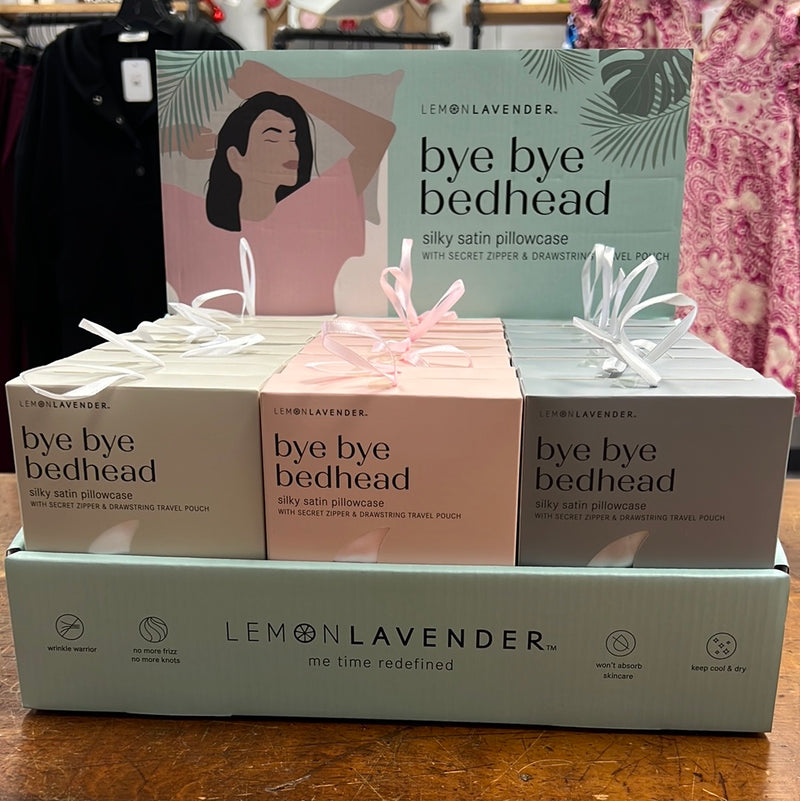 LEMONLAVENDER™
bye bye
bedhead
silky satin pillowcase
WITH SECRET ZIPPER & DRAWSTRING TRAVEL POUCH
LEMONLAVENDER™
bye bye
bedhead
silky satin pillowcase
WITH SECRET ZIPPER & DRAWSTRING TRAVEL POUCH
LEMONLAVENDER™
bye bye
bedhead
silky satin pillowcase
WITH SECRET ZIPPER & DRAWSTRING TRAVEL POUCH
LEMONLAVENDER™
bye bye
bedhead
silky satin pillowcase
WITH SECRET ZIPPER & DRAWSTRING TRAVEL POUCH
wrinkle warrior
no more frizz
no more knots
LEMONLAVENDER™
me time redefined
won't absorb
skincare
keep cool & dry